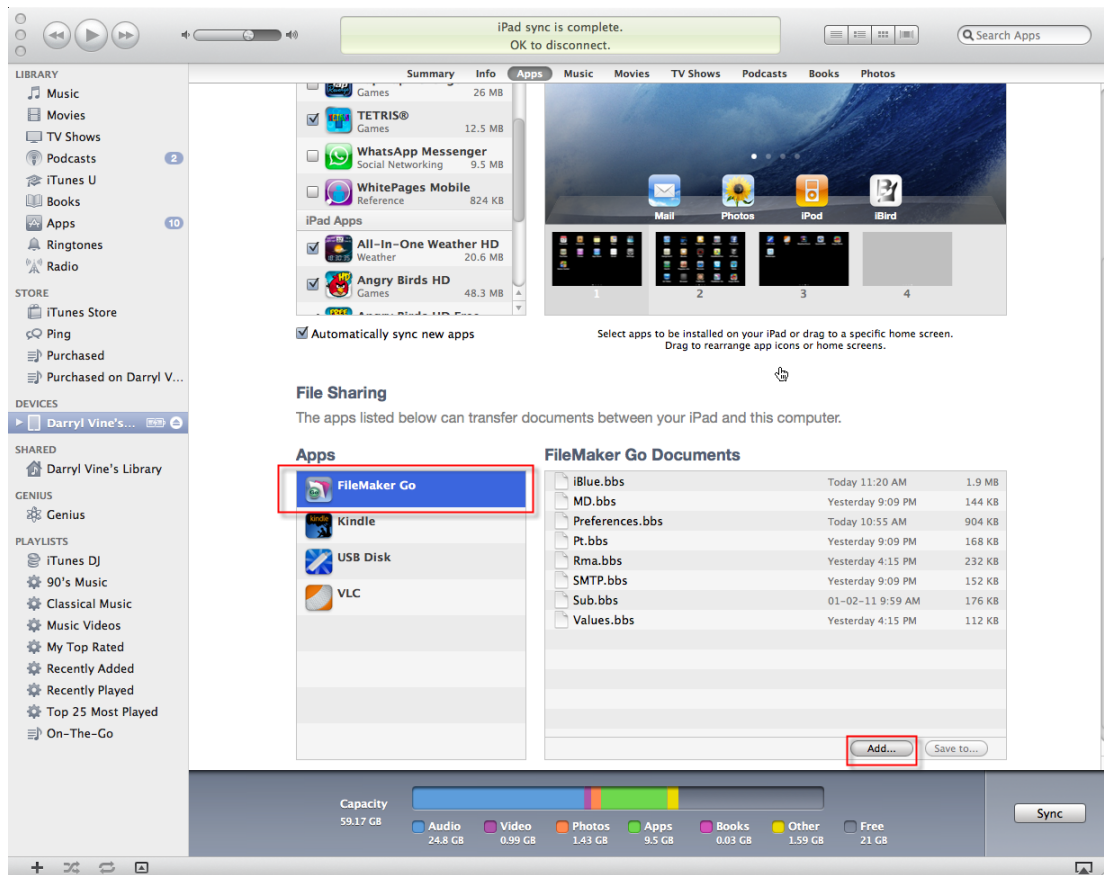 iPad sync is complete.
OK to disconnect.
Search Apps
LIBRARY
Music
Movies
TV Shows
Podcasts 2
iTunes U
Books
Apps 10
Ringtones
Radio
STORE
iTunes Store
Ping
Purchased
Purchased on Darryl V...
DEVICES
Darryl Vine's...
SHARED
Darryl Vine's Library
GENIUS
Genius
PLAYLISTS
iTunes DJ
90's Music
Classical Music
Music Videos
My Top Rated
Recently Added
Recently Played
Top 25 Most Played
On-The-Go
Summary Info Apps Music Movies TV Shows Podcasts Books Photos
Games 26 MB
TETRIS®
Games 12.5 MB
WhatsApp Messenger
Social Networking 9.5 MB
WhitePages Mobile
Reference 824 KB
iPad Apps
All-In-One Weather HD
Weather 20.6 MB
Angry Birds HD
Games 48.3 MB
Automatically sync new apps
Mail Photos iPod iBird
1 2 3 4
Select apps to be installed on your iPad or drag to a specific home screen.
Drag to rearrange app icons or home screens.
File Sharing
The apps listed below can transfer documents between your iPad and this computer.
Apps
FileMaker Go
Kindle
USB Disk
VLC
FileMaker Go Documents
iBlue.bbs Today 11:20 AM 1.9 MB
MD.bbs Yesterday 9:09 PM 144 KB
Preferences.bbs Today 10:55 AM 904 KB
Pt.bbs Yesterday 9:09 PM 168 KB
Rma.bbs Yesterday 4:15 PM 232 KB
SMTP.bbs Yesterday 9:09 PM 152 KB
Sub.bbs 01-02-11 9:59 AM 176 KB
Values.bbs Yesterday 4:15 PM 112 KB
Add... Save to...
Capacity
59.17 GB
Audio Video Photos Apps Books Other Free
24.8 GB 0.99 GB 1.43 GB 9.5 GB 0.03 GB 1.59 GB 21 GB
Sync